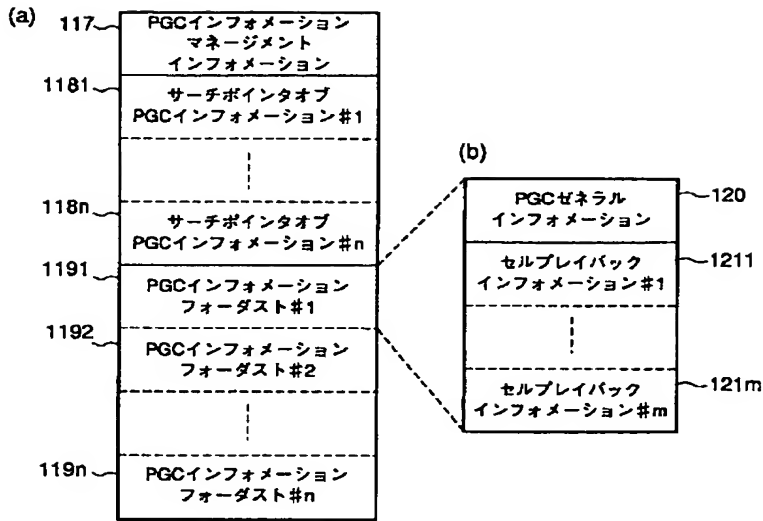 (a)
117
PGCインフォメーション
マネージメント
インフォメーション
1181
サーチポインタオブ
PGCインフォメーション#1
118n
サーチポインタオブ
PGCインフォメーション#n
1191
PGCインフォメーション
フォーダスト#1
1192
PGCインフォメーション
フォーダスト#2
119n
PGCインフォメーション
フォーダスト#n
(b)
PGCゼネラル
インフォメーション
120
セルプレイバック
インフォメーション#1
1211
セルプレイバック
インフォメーション#m
121m